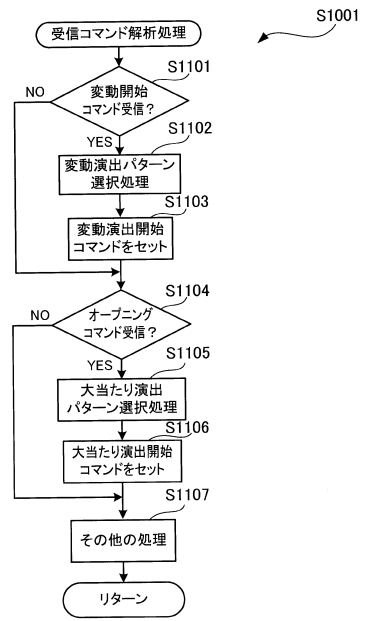 S1001
受信コマンド解析処理
S1101
変動開始
コマンド受信?
NO
YES
S1102
変動演出パターン
選択処理
S1103
変動演出開始
コマンドをセット
S1104
オープニング
コマンド受信?
NO
YES
S1105
大当たり演出
パターン選択処理
S1106
大当たり演出開始
コマンドをセット
S1107
その他の処理
リターン